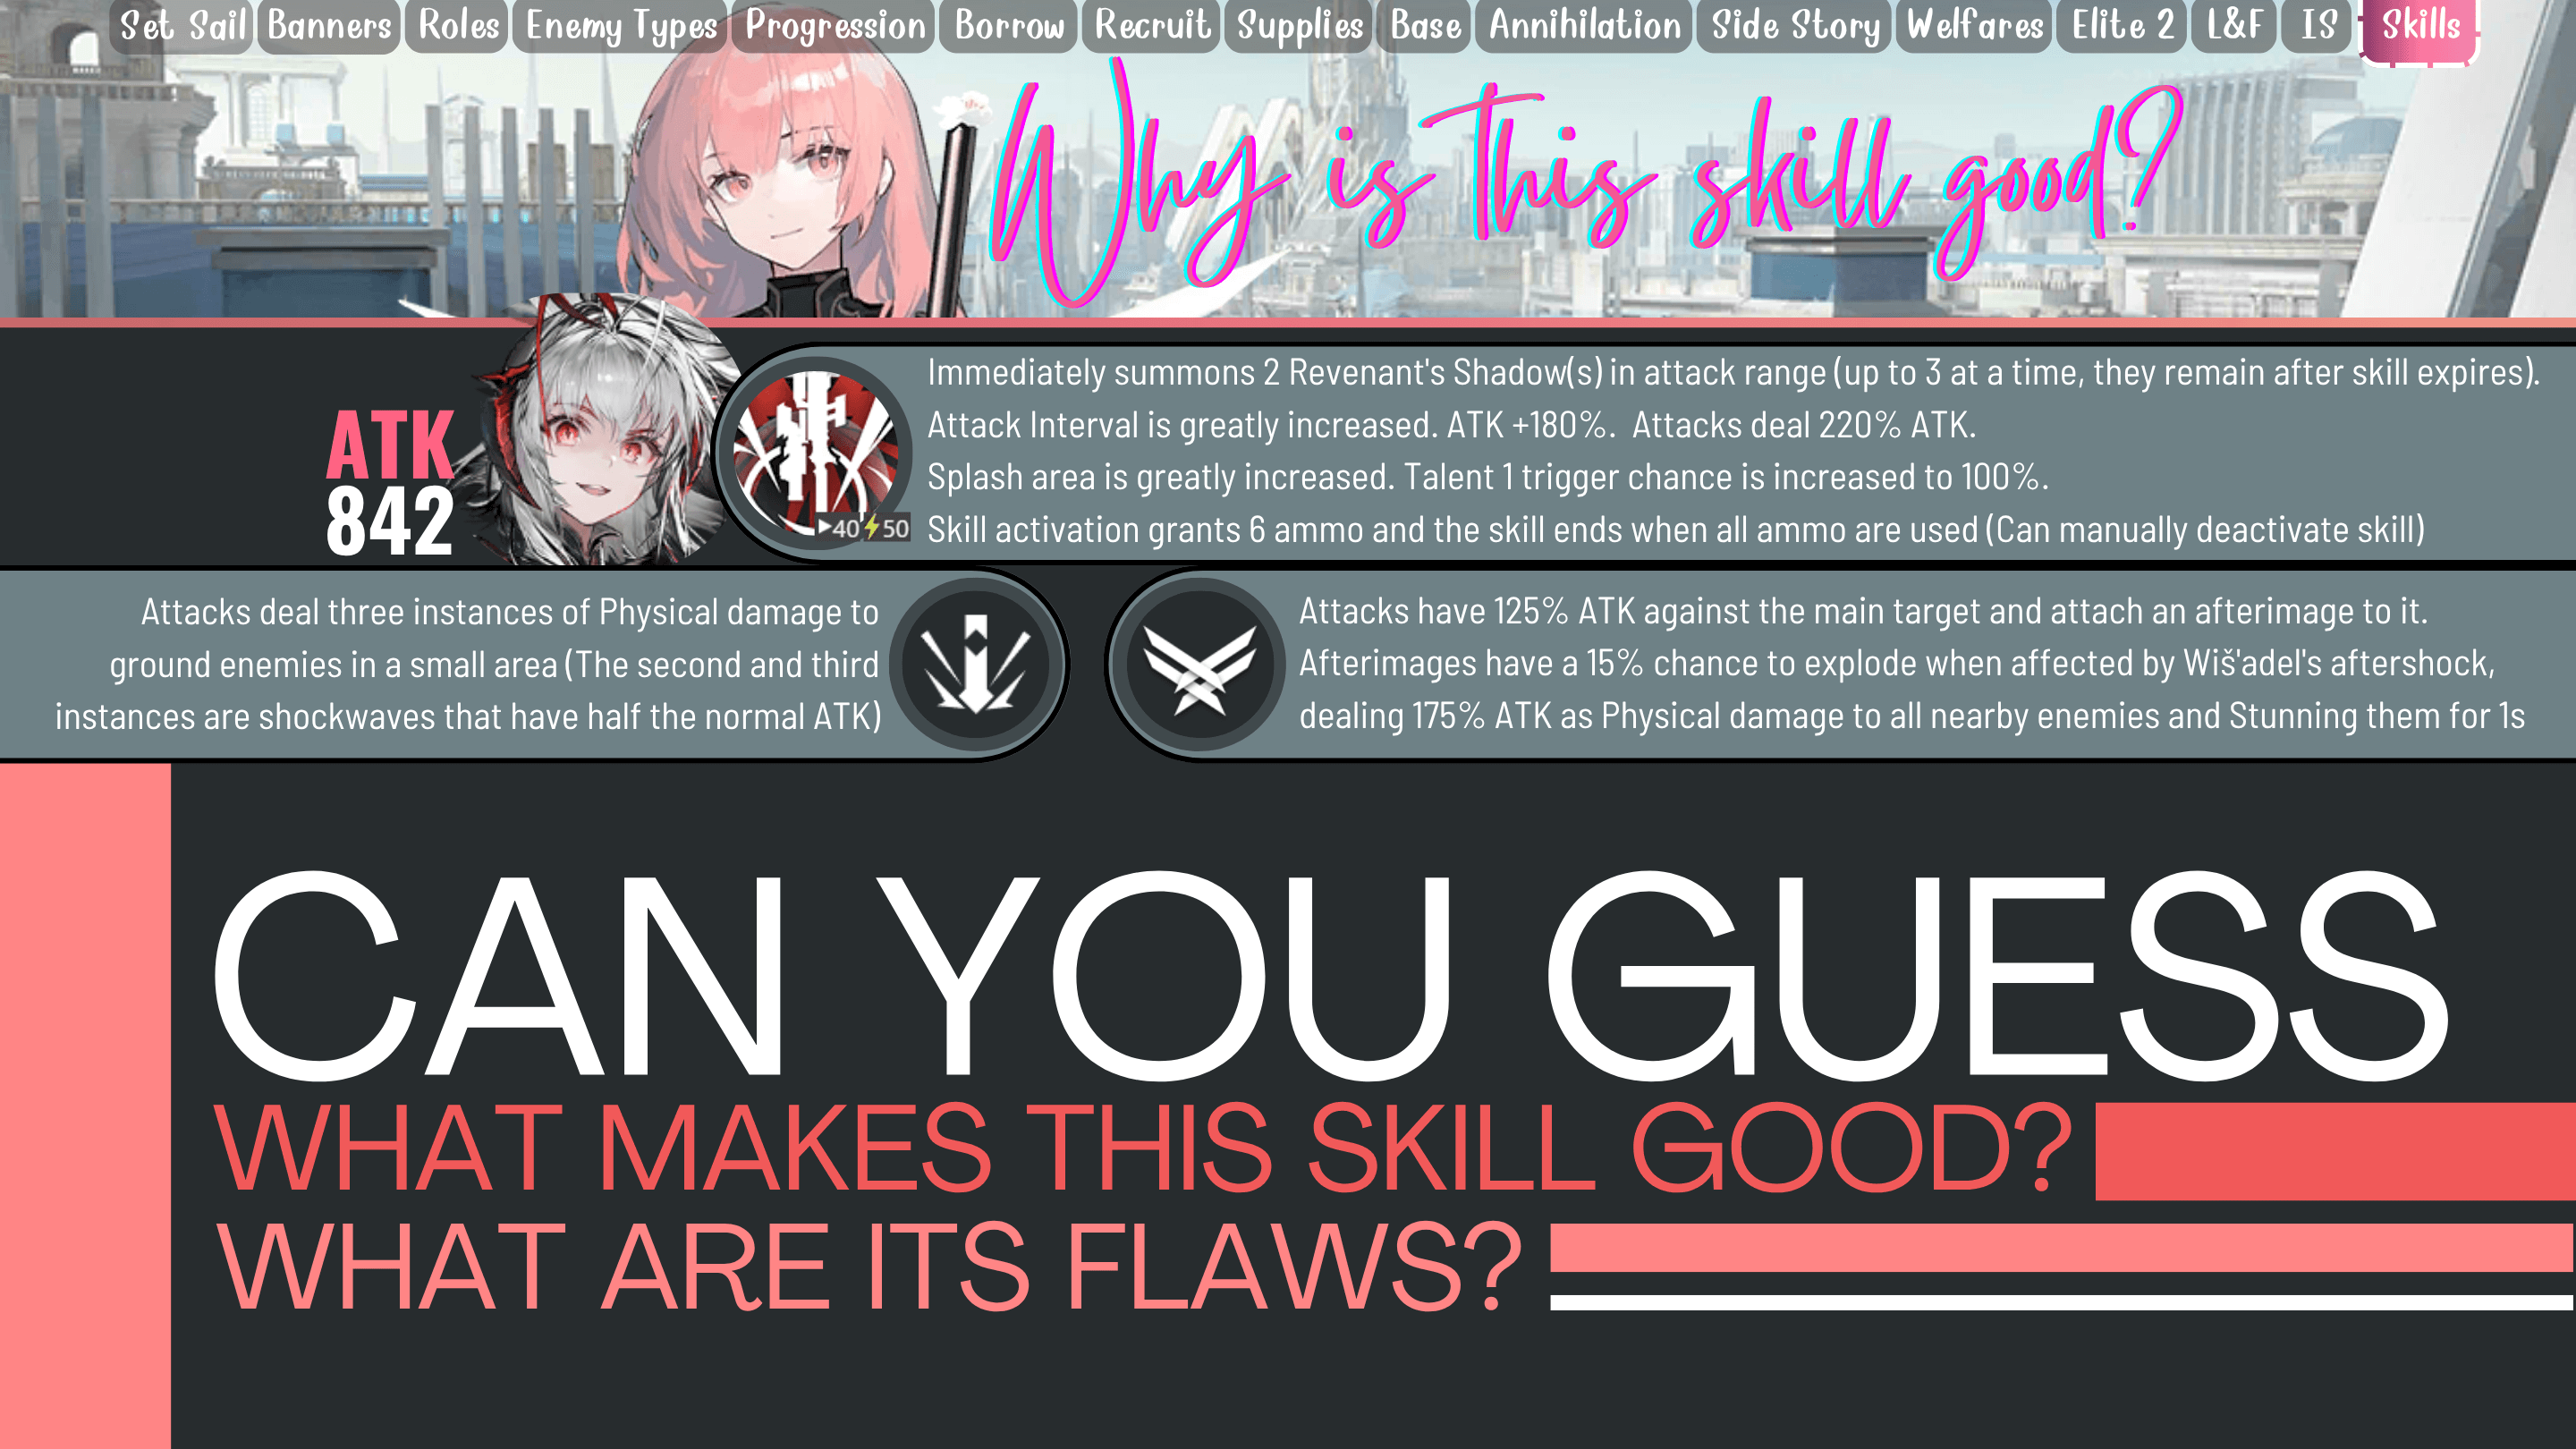 Set Sail Banners Roles Enemy Types Progression Borrow Recruit Supplies Base Annihilation Side Story Welfares Elite 2 L&F IS Skills
Why is this skill good?
ATK
842
Immediately summons 2 Revenant's Shadow(s) in attack range (up to 3 at a time, they remain after skill expires).
Attack Interval is greatly increased. ATK +180%. Attacks deal 220% ATK.
Splash area is greatly increased. Talent 1 trigger chance is increased to 100%.
Skill activation grants 6 ammo and the skill ends when all ammo are used (Can manually deactivate skill)
40 50
Attacks deal three instances of Physical damage to
ground enemies in a small area (The second and third
instances are shockwaves that have half the normal ATK)
Attacks have 125% ATK against the main target and attach an afterimage to it.
Afterimages have a 15% chance to explode when affected by Wiš'adel's aftershock,
dealing 175% ATK as Physical damage to all nearby enemies and Stunning them for 1s
CAN YOU GUESS
WHAT MAKES THIS SKILL GOOD?
WHAT ARE ITS FLAWS?